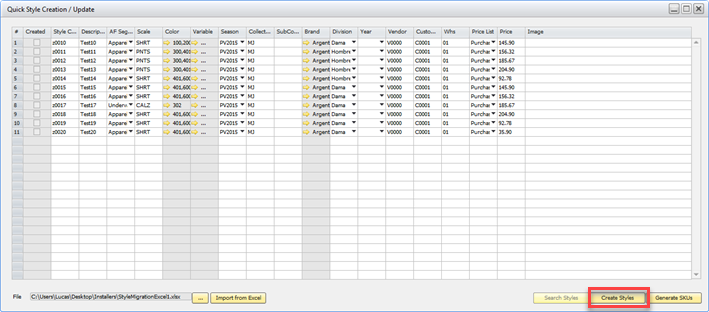 Quick Style Creation / Update
# Created Style C... Descrip... AF Seg... Scale Color Variable Season Collect... SubCo... Brand Division Year Vendor Custo... Whs Price List Price Image
1 z0010 Test10 Appare SHRT 100,200 ... PV2015 MJ Argent Dama V0000 C0001 01 Purchas 145.90
2 z0011 Test11 Appare PNTS 300,401 ... PV2015 MJ Argent Hombre V0000 C0001 01 Purchas 156.32
3 z0012 Test12 Appare PNTS 300,401 ... PV2015 MJ Argent Hombre V0000 C0001 01 Purchas 185.67
4 z0013 Test13 Appare PNTS 300,401 ... PV2015 MJ Argent Hombre V0000 C0001 01 Purchas 204.90
5 z0014 Test14 Appare SHRT 401,600 ... PV2015 MJ Argent Hombre V0000 C0001 01 Purchas 92.78
6 z0015 Test15 Appare SHRT 401,600 ... PV2015 MJ Argent Dama V0000 C0001 01 Purchas 145.90
7 z0016 Test16 Appare SHRT 401,600 ... PV2015 MJ Argent Dama V0000 C0001 01 Purchas 156.32
8 z0017 Test17 Underv CALZ 302 ... PV2015 MJ Argent Dama V0000 C0001 01 Purchas 185.67
9 z0018 Test18 Appare SHRT 401,600 ... PV2015 MJ Argent Dama V0000 C0001 01 Purchas 204.90
10 z0019 Test19 Appare SHRT 401,600 ... PV2015 MJ Argent Dama V0000 C0001 01 Purchas 92.78
11 z0020 Test20 Appare SHRT 401,600 ... PV2015 MJ Argent Dama V0000 C0001 01 Purchas 35.90
File C:\Users\Lucas\Desktop\Installers\StyleMigrationExcel1.xlsx ... Import from Excel Search Styles Create Styles Generate SKUs